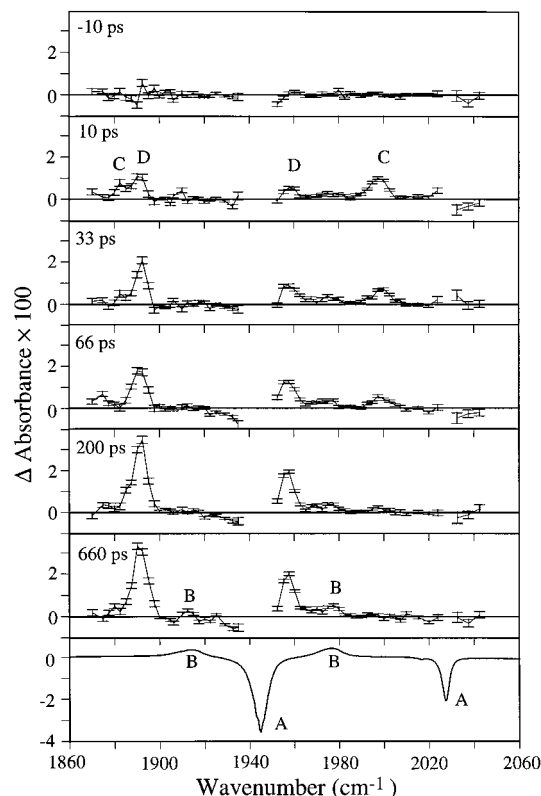 -10 ps
2
0
10 ps
C D D C
2
0
33 ps
2
0
66 ps
2
0
200 ps
2
0
660 ps
B B
2
0
0
B B
A A
-2
-4
1860 1900 1940 1980 2020 2060
Wavenumber (cm⁻¹)
Δ Absorbance × 100